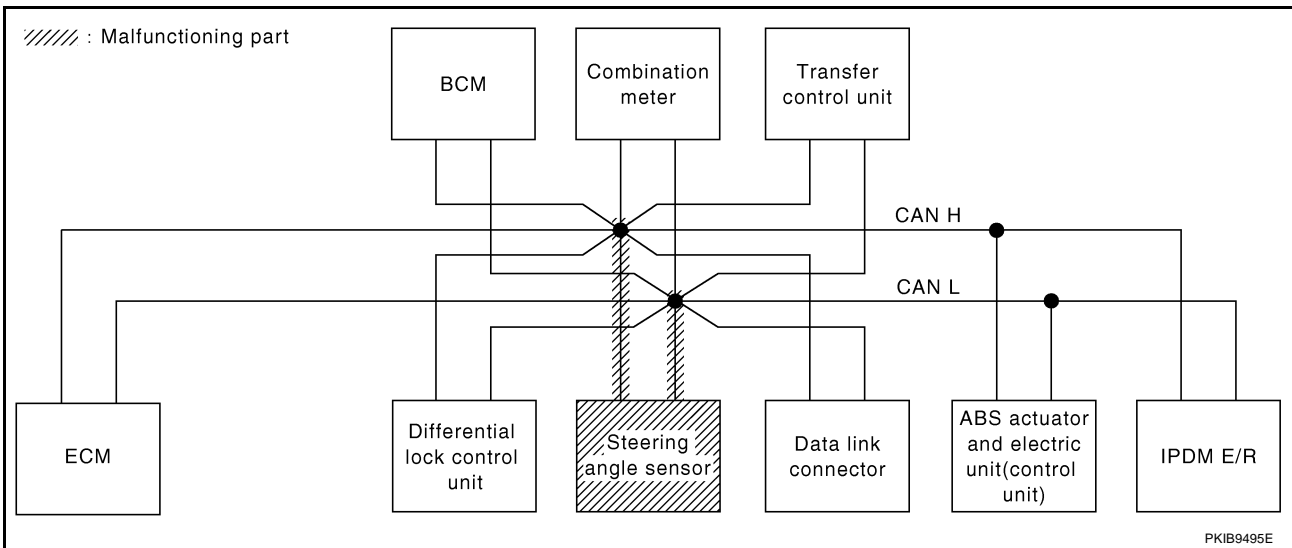 : Malfunctioning part
BCM
Combination
meter
Transfer
control unit
CAN H
CAN L
ECM
Differential
lock control
unit
Steering
angle sensor
Data link
connector
ABS actuator
and electric
unit(control
unit)
IPDM E/R
PKIB9495E